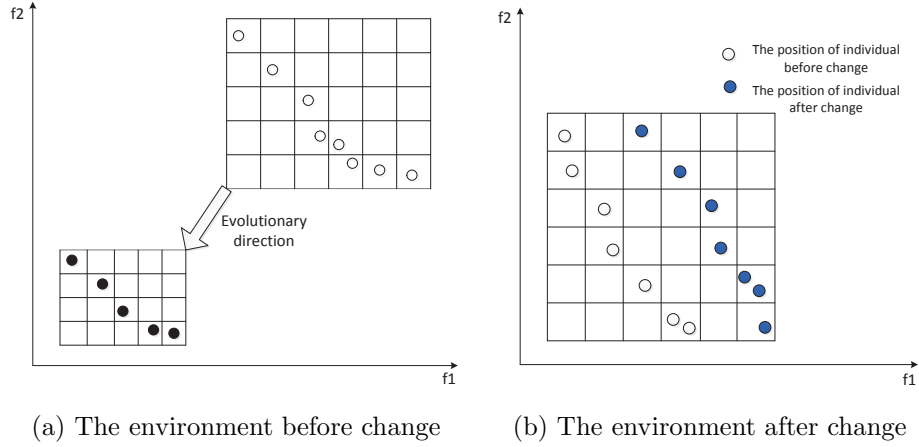 f2
Evolutionary
direction
f1
(a) The environment before change
f2
The position of individual
before change
The position of individual
after change
f1
(b) The environment after change